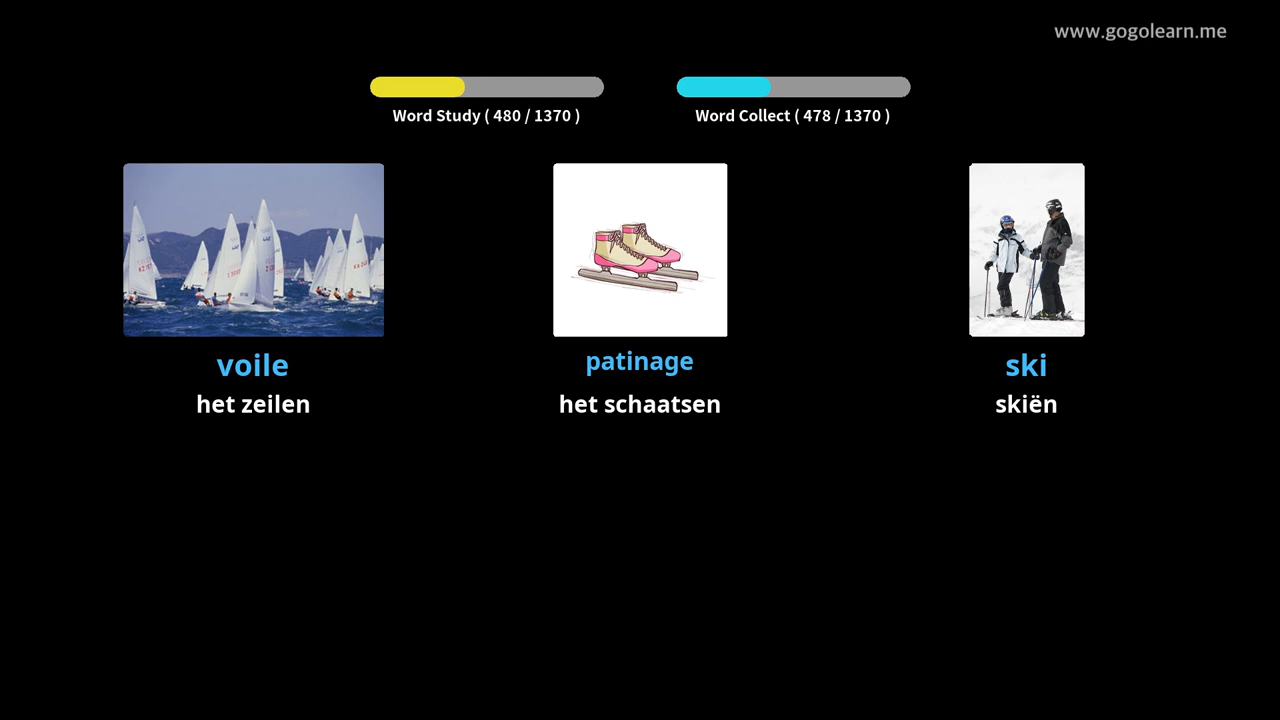 www.gogolearn.me
Word Study ( 480 / 1370 )
Word Collect ( 478 / 1370 )
voile
het zeilen
patinage
het schaatsen
ski
skiën